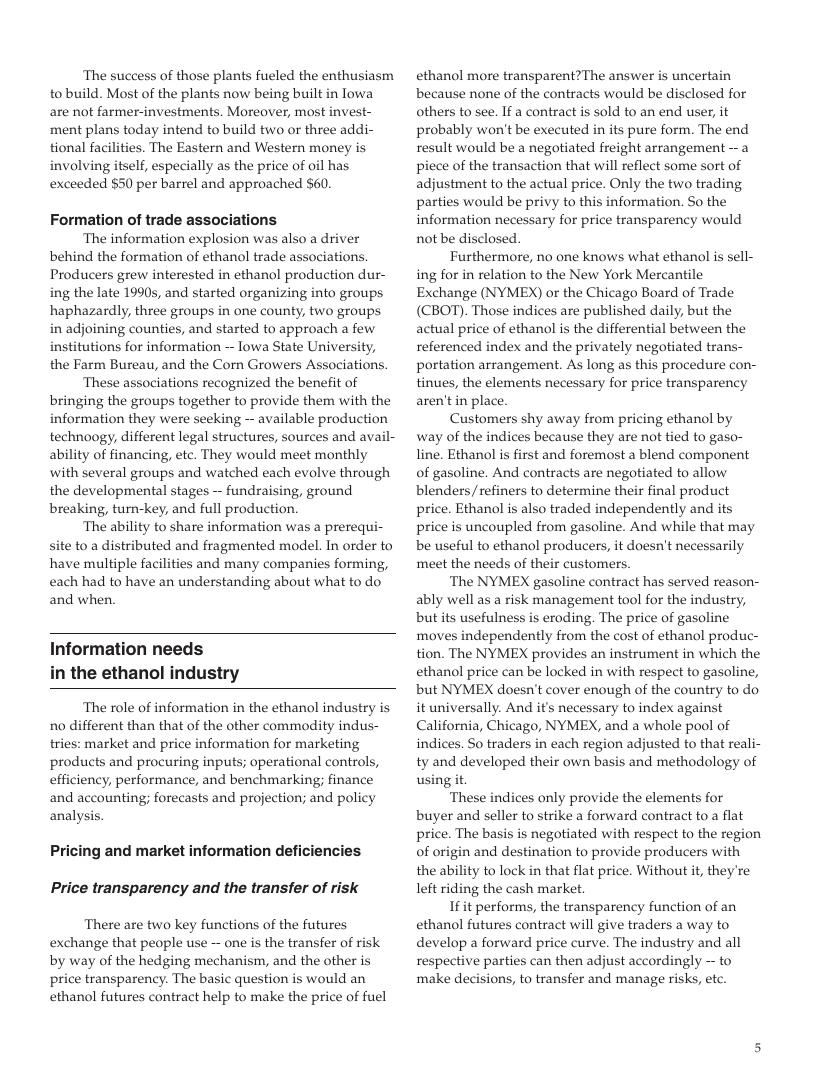 The success of those plants fueled the enthusiasm
to build. Most of the plants now being built in Iowa
are not farmer-investments. Moreover, most invest-
ment plans today intend to build two or three addi-
tional facilities. The Eastern and Western money is
involving itself, especially as the price of oil has
exceeded $50 per barrel and approached $60.
Formation of trade associations
The information explosion was also a driver
behind the formation of ethanol trade associations.
Producers grew interested in ethanol production dur-
ing the late 1990s, and started organizing into groups
haphazardly, three groups in one county, two groups
in adjoining counties, and started to approach a few
institutions for information -- Iowa State University,
the Farm Bureau, and the Corn Growers Associations.
These associations recognized the benefit of
bringing the groups together to provide them with the
information they were seeking -- available production
technoogy, different legal structures, sources and avail-
ability of financing, etc. They would meet monthly
with several groups and watched each evolve through
the developmental stages -- fundraising, ground
breaking, turn-key, and full production.
The ability to share information was a prerequi-
site to a distributed and fragmented model. In order to
have multiple facilities and many companies forming,
each had to have an understanding about what to do
and when.
Information needs
in the ethanol industry
The role of information in the ethanol industry is
no different than that of the other commodity indus-
tries: market and price information for marketing
products and procuring inputs; operational controls,
efficiency, performance, and benchmarking; finance
and accounting; forecasts and projection; and policy
analysis.
Pricing and market information deficiencies
Price transparency and the transfer of risk
There are two key functions of the futures
exchange that people use -- one is the transfer of risk
by way of the hedging mechanism, and the other is
price transparency. The basic question is would an
ethanol futures contract help to make the price of fuel
ethanol more transparent?The answer is uncertain
because none of the contracts would be disclosed for
others to see. If a contract is sold to an end user, it
probably won't be executed in its pure form. The end
result would be a negotiated freight arrangement -- a
piece of the transaction that will reflect some sort of
adjustment to the actual price. Only the two trading
parties would be privy to this information. So the
information necessary for price transparency would
not be disclosed.
Furthermore, no one knows what ethanol is sell-
ing for in relation to the New York Mercantile
Exchange (NYMEX) or the Chicago Board of Trade
(CBOT). Those indices are published daily, but the
actual price of ethanol is the differential between the
referenced index and the privately negotiated trans-
portation arrangement. As long as this procedure con-
tinues, the elements necessary for price transparency
aren't in place.
Customers shy away from pricing ethanol by
way of the indices because they are not tied to gaso-
line. Ethanol is first and foremost a blend component
of gasoline. And contracts are negotiated to allow
blenders/refiners to determine their final product
price. Ethanol is also traded independently and its
price is uncoupled from gasoline. And while that may
be useful to ethanol producers, it doesn't necessarily
meet the needs of their customers.
The NYMEX gasoline contract has served reason-
ably well as a risk management tool for the industry,
but its usefulness is eroding. The price of gasoline
moves independently from the cost of ethanol produc-
tion. The NYMEX provides an instrument in which the
ethanol price can be locked in with respect to gasoline,
but NYMEX doesn't cover enough of the country to do
it universally. And it's necessary to index against
California, Chicago, NYMEX, and a whole pool of
indices. So traders in each region adjusted to that reali-
ty and developed their own basis and methodology of
using it.
These indices only provide the elements for
buyer and seller to strike a forward contract to a flat
price. The basis is negotiated with respect to the region
of origin and destination to provide producers with
the ability to lock in that flat price. Without it, they're
left riding the cash market.
If it performs, the transparency function of an
ethanol futures contract will give traders a way to
develop a forward price curve. The industry and all
respective parties can then adjust accordingly -- to
make decisions, to transfer and manage risks, etc.
5